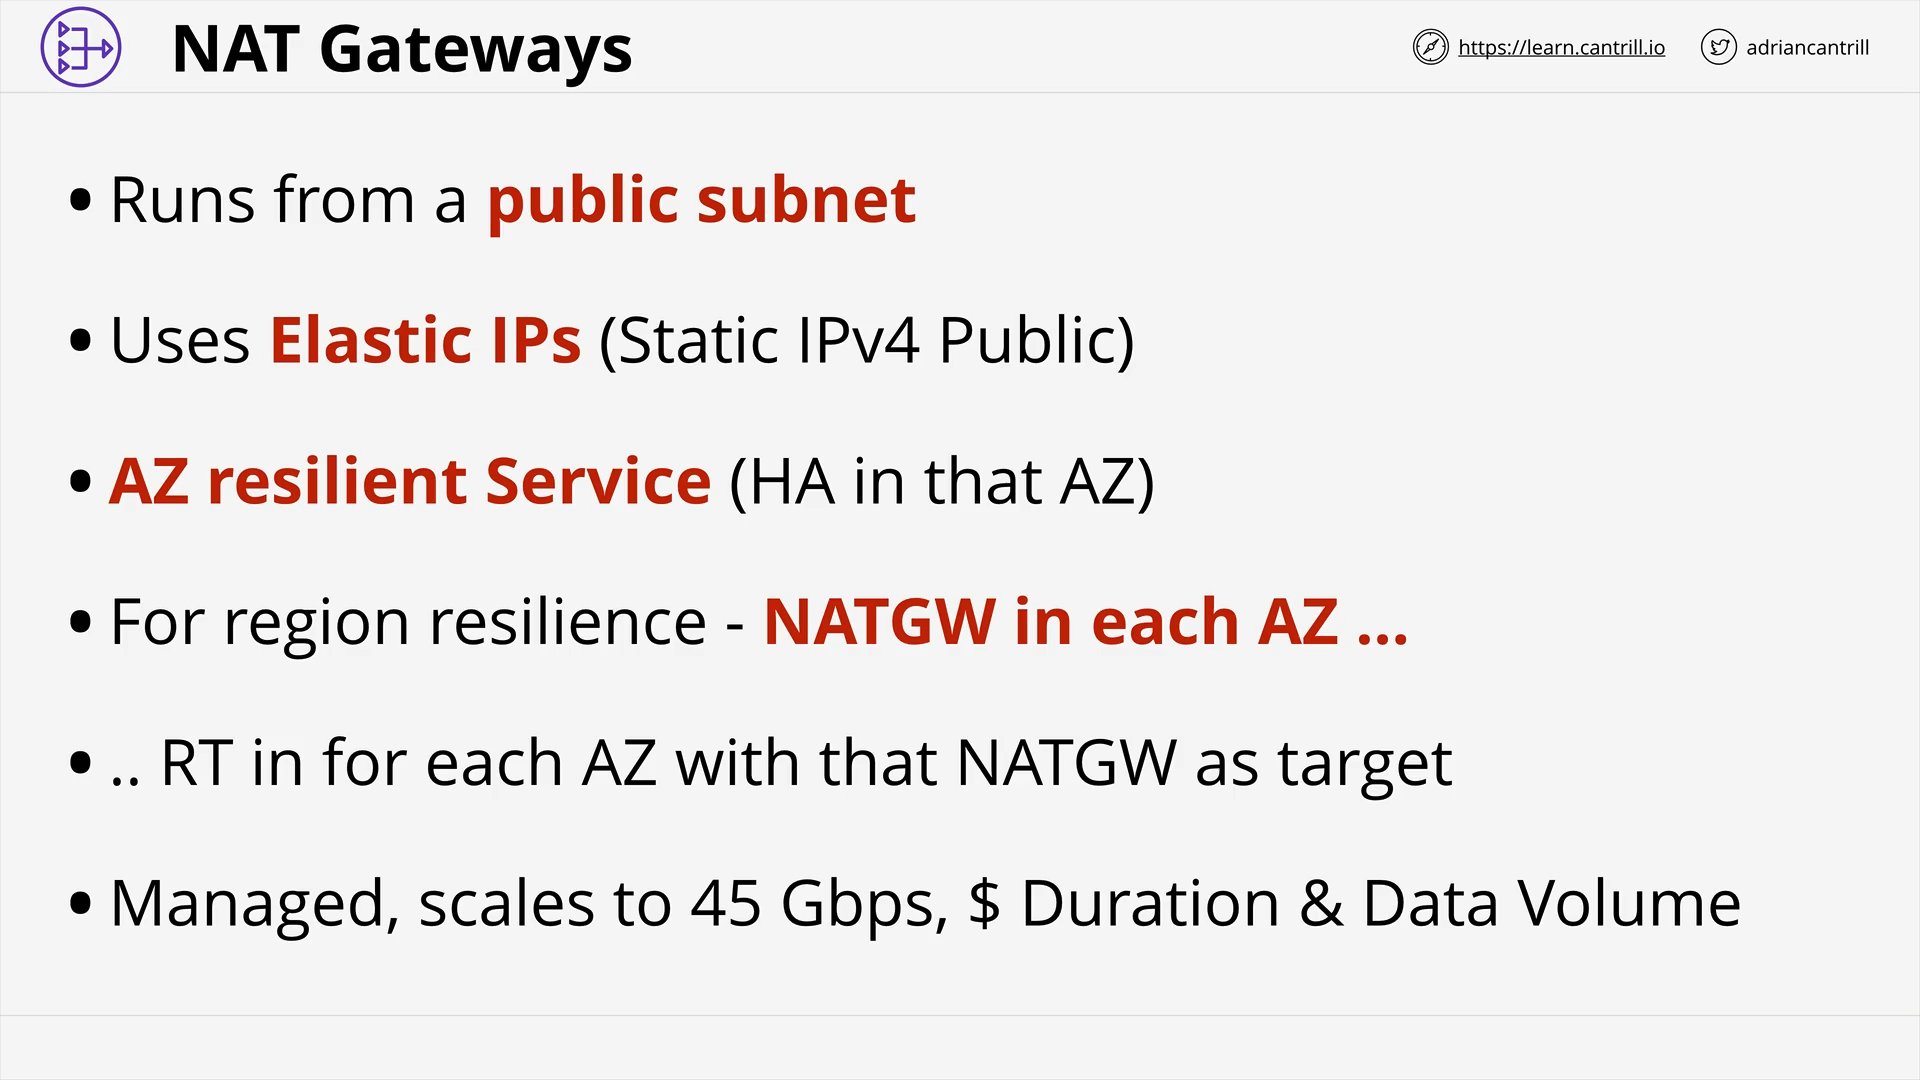 NAT Gateways
https://learn.cantrill.io
adriancantrill
• Runs from a public subnet
• Uses Elastic IPs (Static IPv4 Public)
• AZ resilient Service (HA in that AZ)
• For region resilience - NATGW in each AZ ...
• .. RT in for each AZ with that NATGW as target
• Managed, scales to 45 Gbps, $ Duration & Data Volume